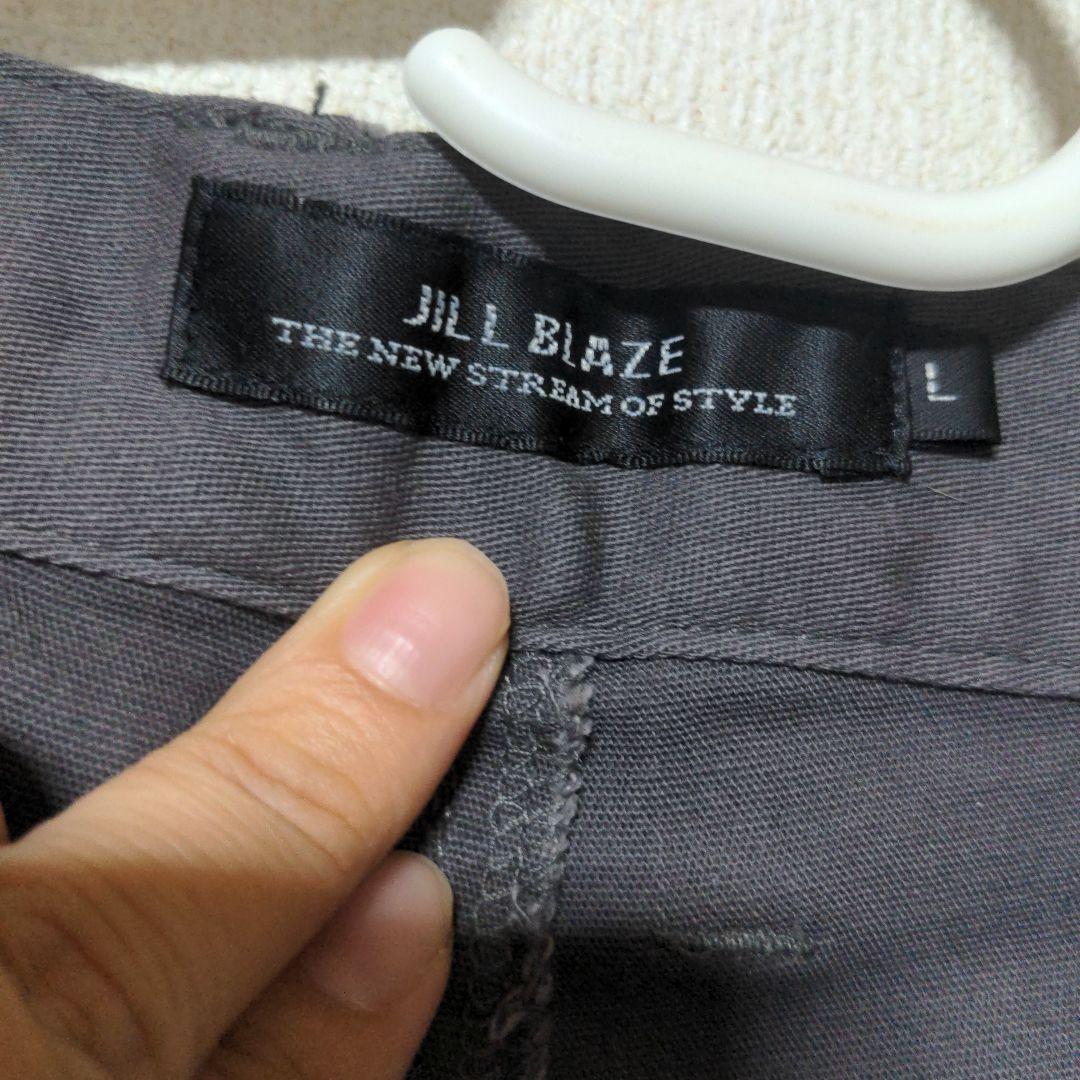 JILL BLAZE
THE NEW STREAM OF STYLE
L